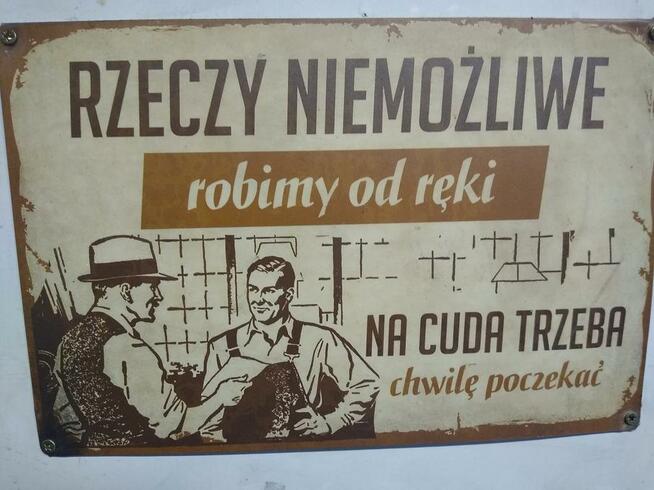 RZECZY NIEMOŻLIWE
robimy od ręki
NA CUDA TRZEBA
chwilę poczekać